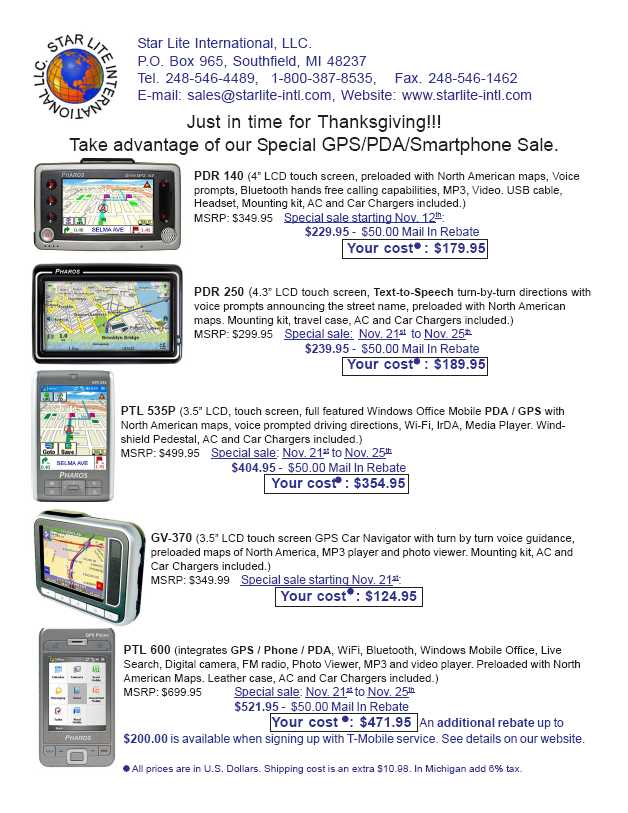 STAR LITE INTERNATIONAL, LLC.
Star Lite International, LLC.
P.O. Box 965, Southfield, MI 48237
Tel. 248-546-4489, 1-800-387-8535, Fax. 248-546-1462
E-mail: sales@starlite-intl.com, Website: www.starlite-intl.com
Just in time for Thanksgiving!!!
Take advantage of our Special GPS/PDA/Smartphone Sale.
PHAROS
SELMA AVE
PDR 140 (4” LCD touch screen, preloaded with North American maps, Voice
prompts, Bluetooth hands free calling capabilities, MP3, Video. USB cable,
Headset, Mounting kit, AC and Car Chargers included.)
MSRP: $349.95 Special sale starting Nov. 12th:
$229.95 - $50.00 Mail In Rebate
Your cost● : $179.95
PHAROS
Brooklyn Bridge
PDR 250 (4.3” LCD touch screen, Text-to-Speech turn-by-turn directions with
voice prompts announcing the street name, preloaded with North American
maps. Mounting kit, travel case, AC and Car Chargers included.)
MSRP: $299.95 Special sale: Nov. 21st to Nov. 25th
$239.95 - $50.00 Mail In Rebate
Your cost● : $189.95
Goto Save
SELMA AVE
PHAROS
PTL 535P (3.5” LCD, touch screen, full featured Windows Office Mobile PDA / GPS with
North American maps, voice prompted driving directions, Wi-Fi, IrDA, Media Player. Wind-
shield Pedestal, AC and Car Chargers included.)
MSRP: $499.95 Special sale: Nov. 21st to Nov. 25th
$404.95 - $50.00 Mail In Rebate
Your cost● : $354.95
GV-370 (3.5” LCD touch screen GPS Car Navigator with turn by turn voice guidance,
preloaded maps of North America, MP3 player and photo viewer. Mounting kit, AC and
Car Chargers included.)
MSRP: $349.99 Special sale starting Nov. 21st:
Your cost● : $124.95
GPS Phone
PHAROS
PTL 600 (integrates GPS / Phone / PDA, WiFi, Bluetooth, Windows Mobile Office, Live
Search, Digital camera, FM radio, Photo Viewer, MP3 and video player. Preloaded with North
American Maps. Leather case, AC and Car Chargers included.)
MSRP: $699.95 Special sale: Nov. 21st to Nov. 25th
$521.95 - $50.00 Mail In Rebate
Your cost ●: $471.95 An additional rebate up to
$200.00 is available when signing up with T-Mobile service. See details on our website.
● All prices are in U.S. Dollars. Shipping cost is an extra $10.98. In Michigan add 6% tax.